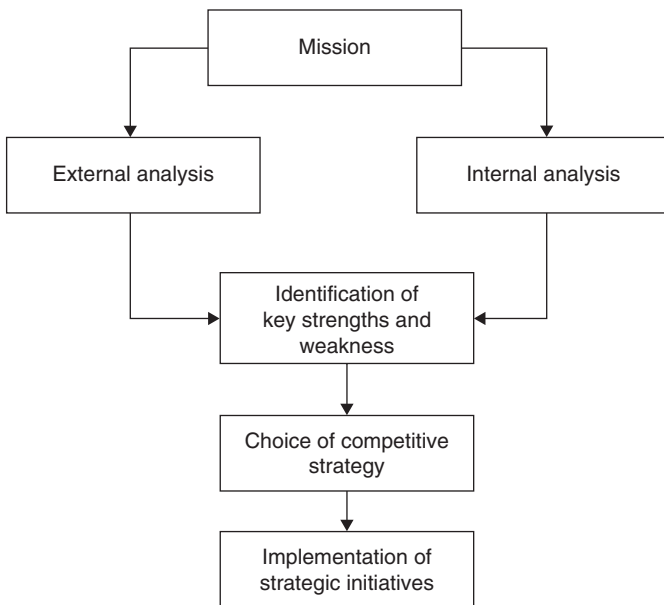 Mission
External analysis
Internal analysis
Identification of
key strengths and
weakness
Choice of competitive
strategy
Implementation of
strategic initiatives